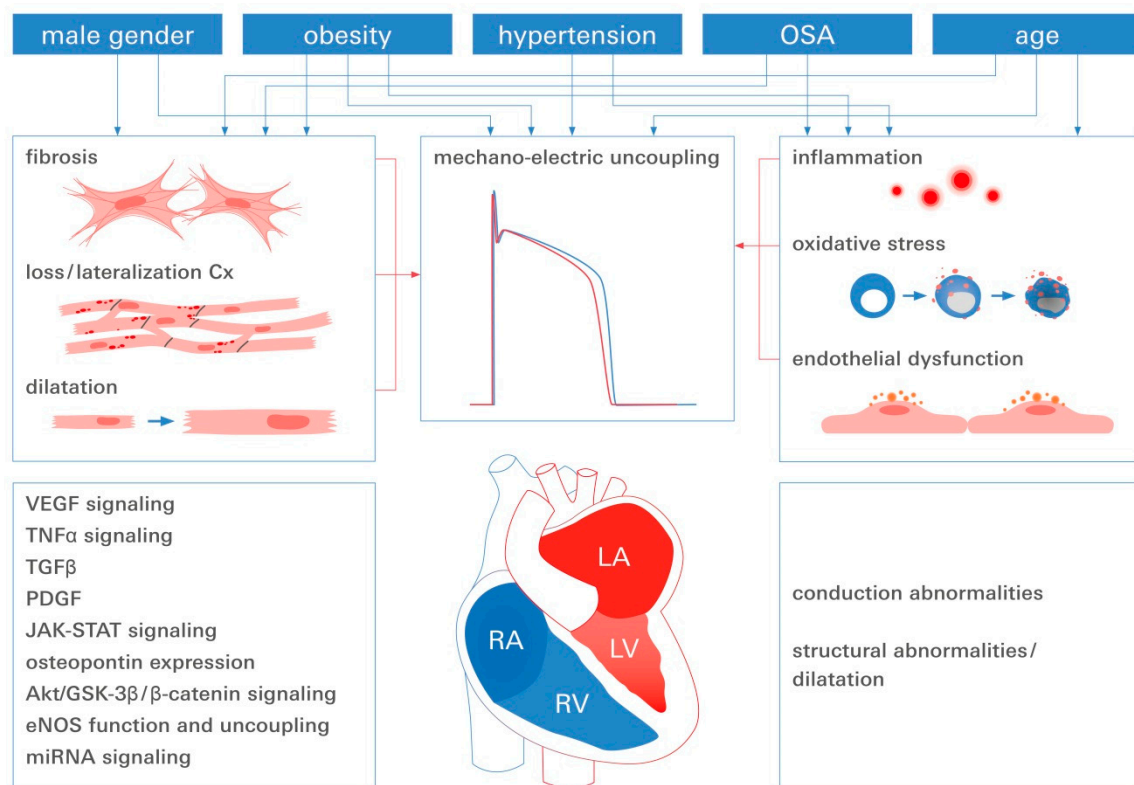 male gender
obesity
hypertension
OSA
age
fibrosis
loss/lateralization Cx
dilatation
mechano-electric uncoupling
inflammation
oxidative stress
endothelial dysfunction
VEGF signaling
TNFα signaling
TGFβ
PDGF
JAK-STAT signaling
osteopontin expression
Akt/GSK-3β/β-catenin signaling
eNOS function and uncoupling
miRNA signaling
LA
RA
LV
RV
conduction abnormalities
structural abnormalities/
dilatation